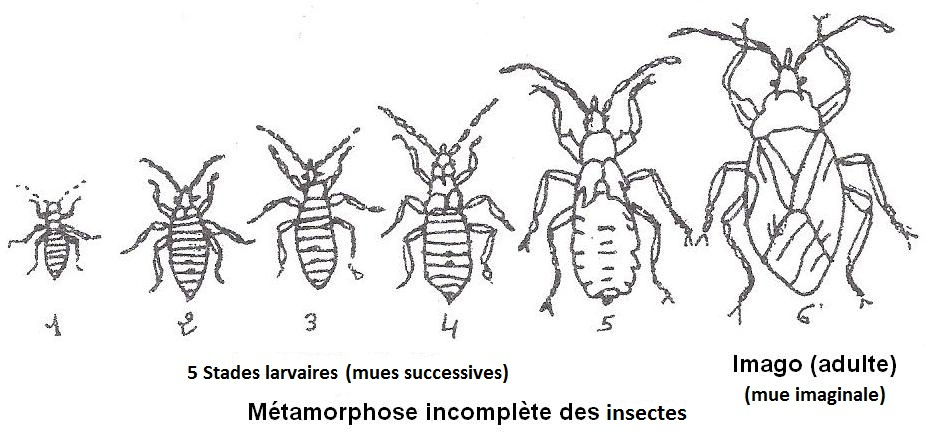 1 2 3 4 5 6
5 Stades larvaires (mues successives)
Imago (adulte)
(mue imaginale)
Métamorphose incomplète des insectes